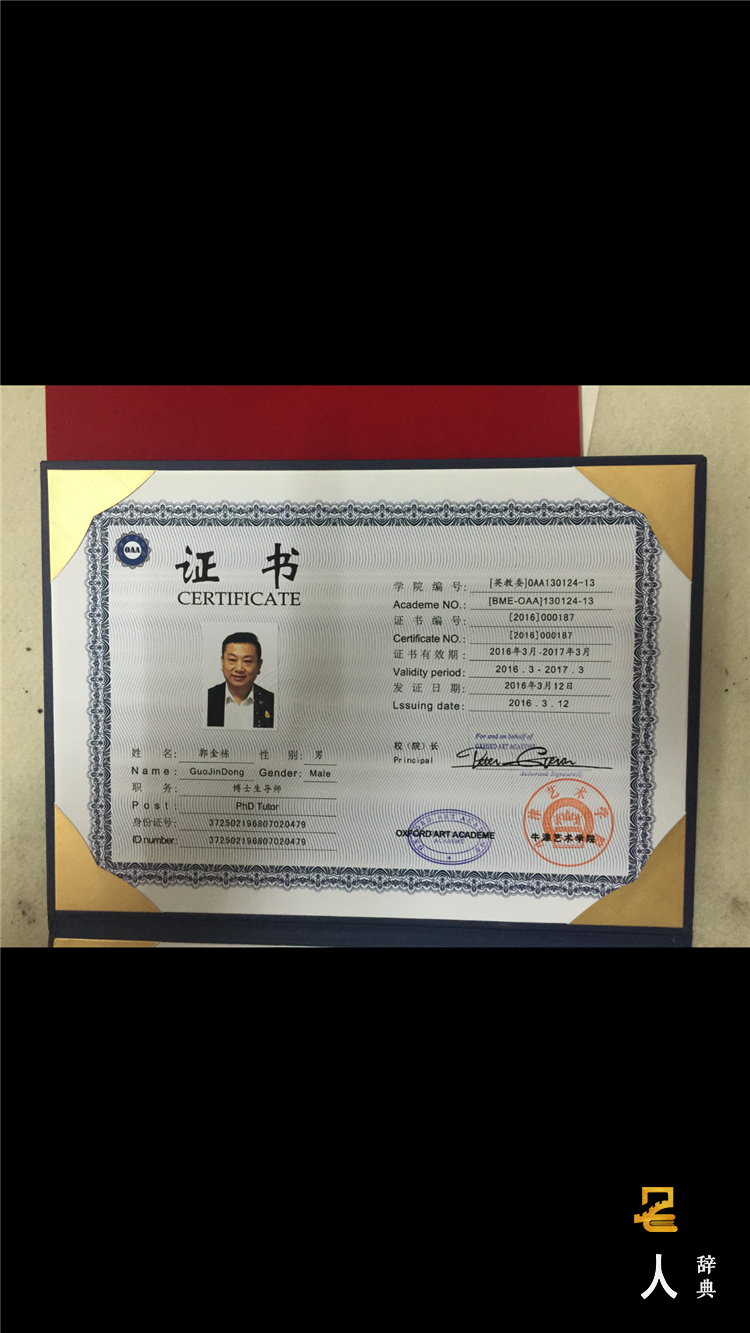 OAA
证书
CERTIFICATE
姓 名: 郭金栋 性 别: 男
Name: GuoJinDong Gender: Male
职 务: 博士生导师
Post: PhD Tutor
身份证号: 372502196807020479
ID number: 372502196807020479
学院编号: [英教委]OAA130124-13
Academe NO.: [BME-OAA]130124-13
证书编号: [2016]000187
Certificate NO.: [2016]000187
证书有效期: 2016年3月-2017年3月
Validity period: 2016.3-2017.3
发证日期: 2016年3月12日
Lssuing date: 2016.3.12
For and on behalf of
OXFORD ART ACADEME
校（院）长
Principal
Authorized Signature(s)
OXFORD ART ACADEME
牛津艺术学院
人
辞典